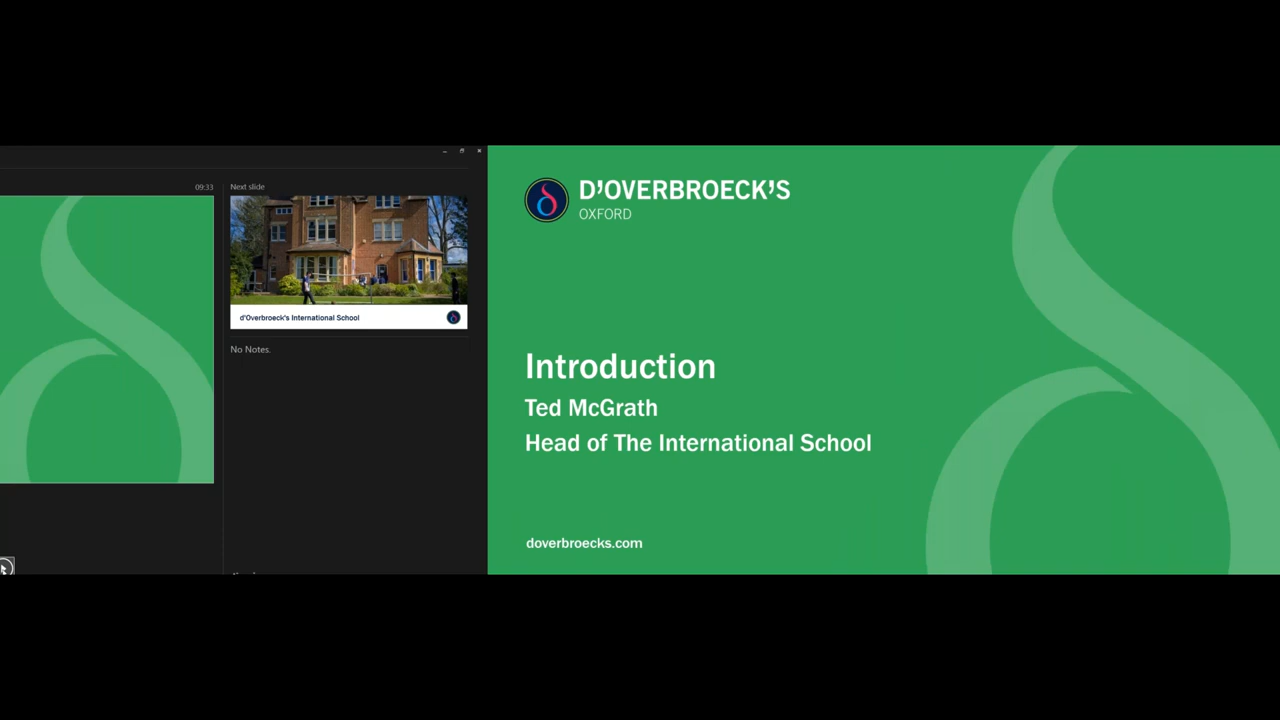 09:33
Next slide
d'Overbroeck's International School
No Notes.
D'OVERBROECK'S
OXFORD
Introduction
Ted McGrath
Head of The International School
doverbroecks.com